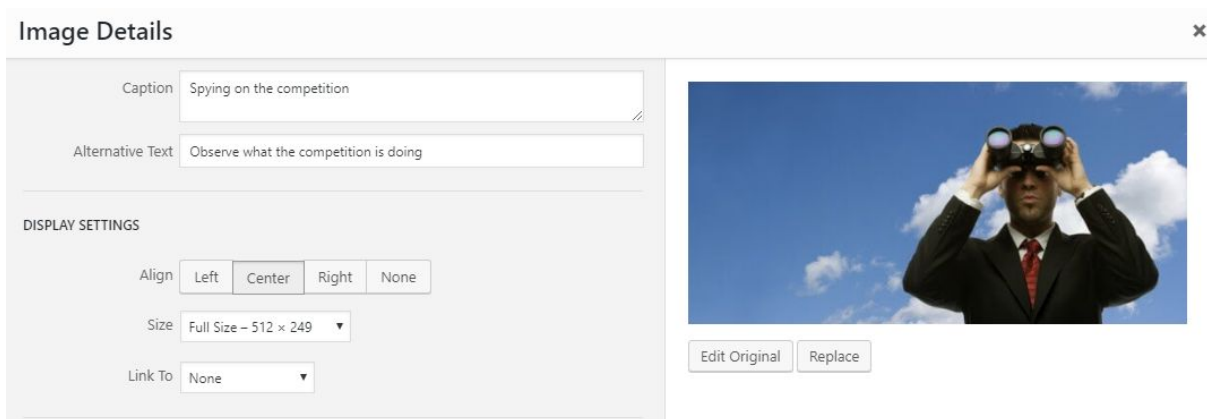 Image Details
×
Caption
Spying on the competition
Alternative Text
Observe what the competition is doing
DISPLAY SETTINGS
Align
Left Center Right None
Size
Full Size – 512 × 249
Link To
None
Edit Original Replace